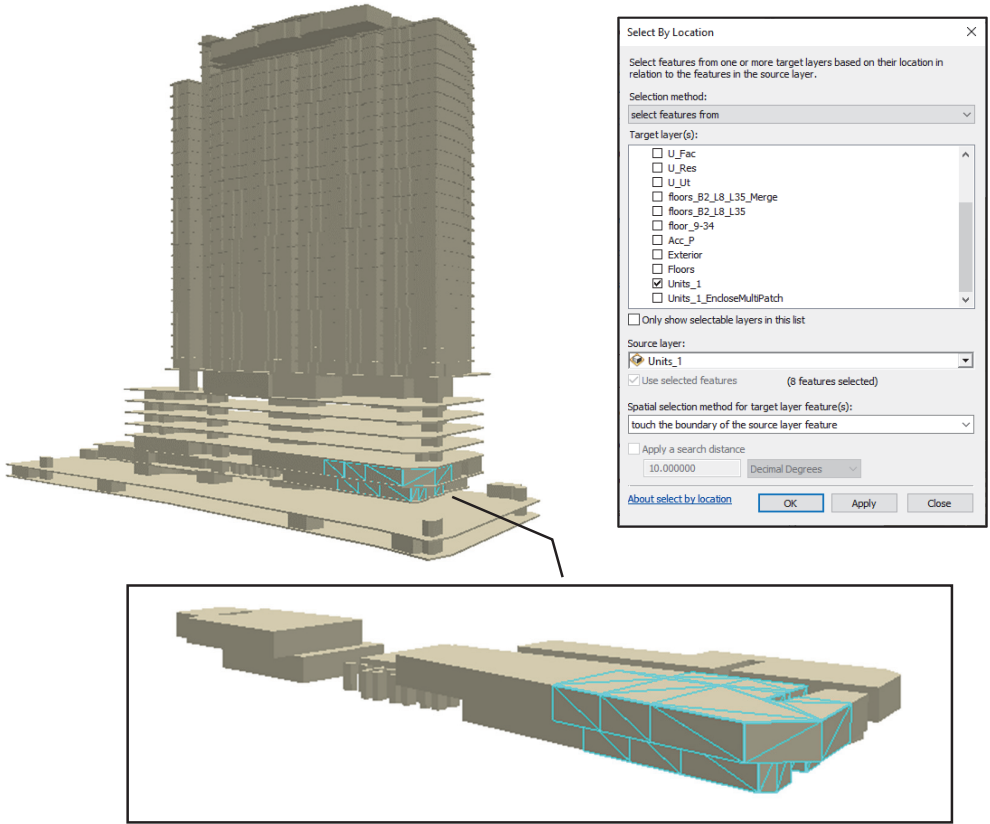 Select By Location
Select features from one or more target layers based on their location in
relation to the features in the source layer.
Selection method:
select features from
Target layer(s):
U_Fac
U_Res
U_Ut
floors_B2_L8_L35_Merge
floors_B2_L8_L35
floor_9-34
Acc_P
Exterior
Floors
Units_1
Units_1_EncloseMultiPatch
Only show selectable layers in this list
Source layer:
Units_1
Use selected features (8 features selected)
Spatial selection method for target layer feature(s):
touch the boundary of the source layer feature
Apply a search distance
10.000000 Decimal Degrees
About select by location OK Apply Close